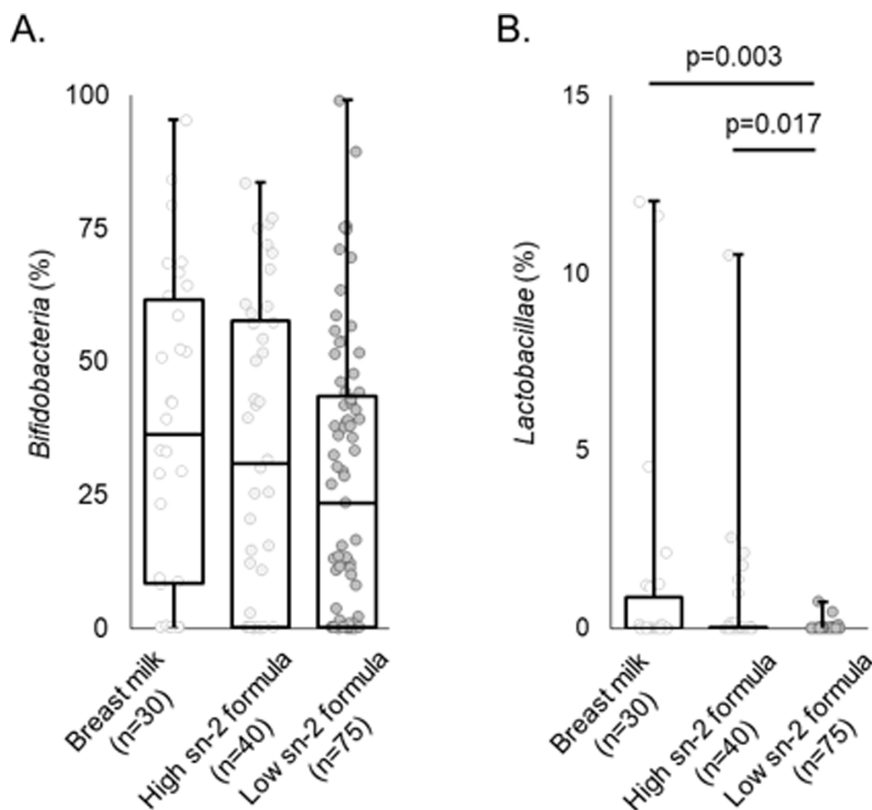 A.
100
75
50
25
0
Bifidobacteria (%)
Breast milk
(n=30)
High sn-2 formula
(n=40)
Low sn-2 formula
(n=75)
B.
p=0.003
p=0.017
15
10
5
0
Lactobacillae (%)
Breast milk
(n=30)
High sn-2 formula
(n=40)
Low sn-2 formula
(n=75)